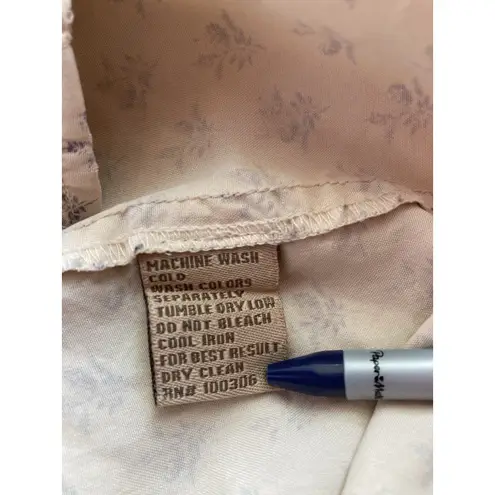 MACHINE WASH
COLD
WASH COLORS
SEPARATELY
TUMBLE DRY LOW
DO NOT BLEACH
COOL IRON
FOR BEST RESULT
DRY CLEAN
RN# 100306
Paper Mate